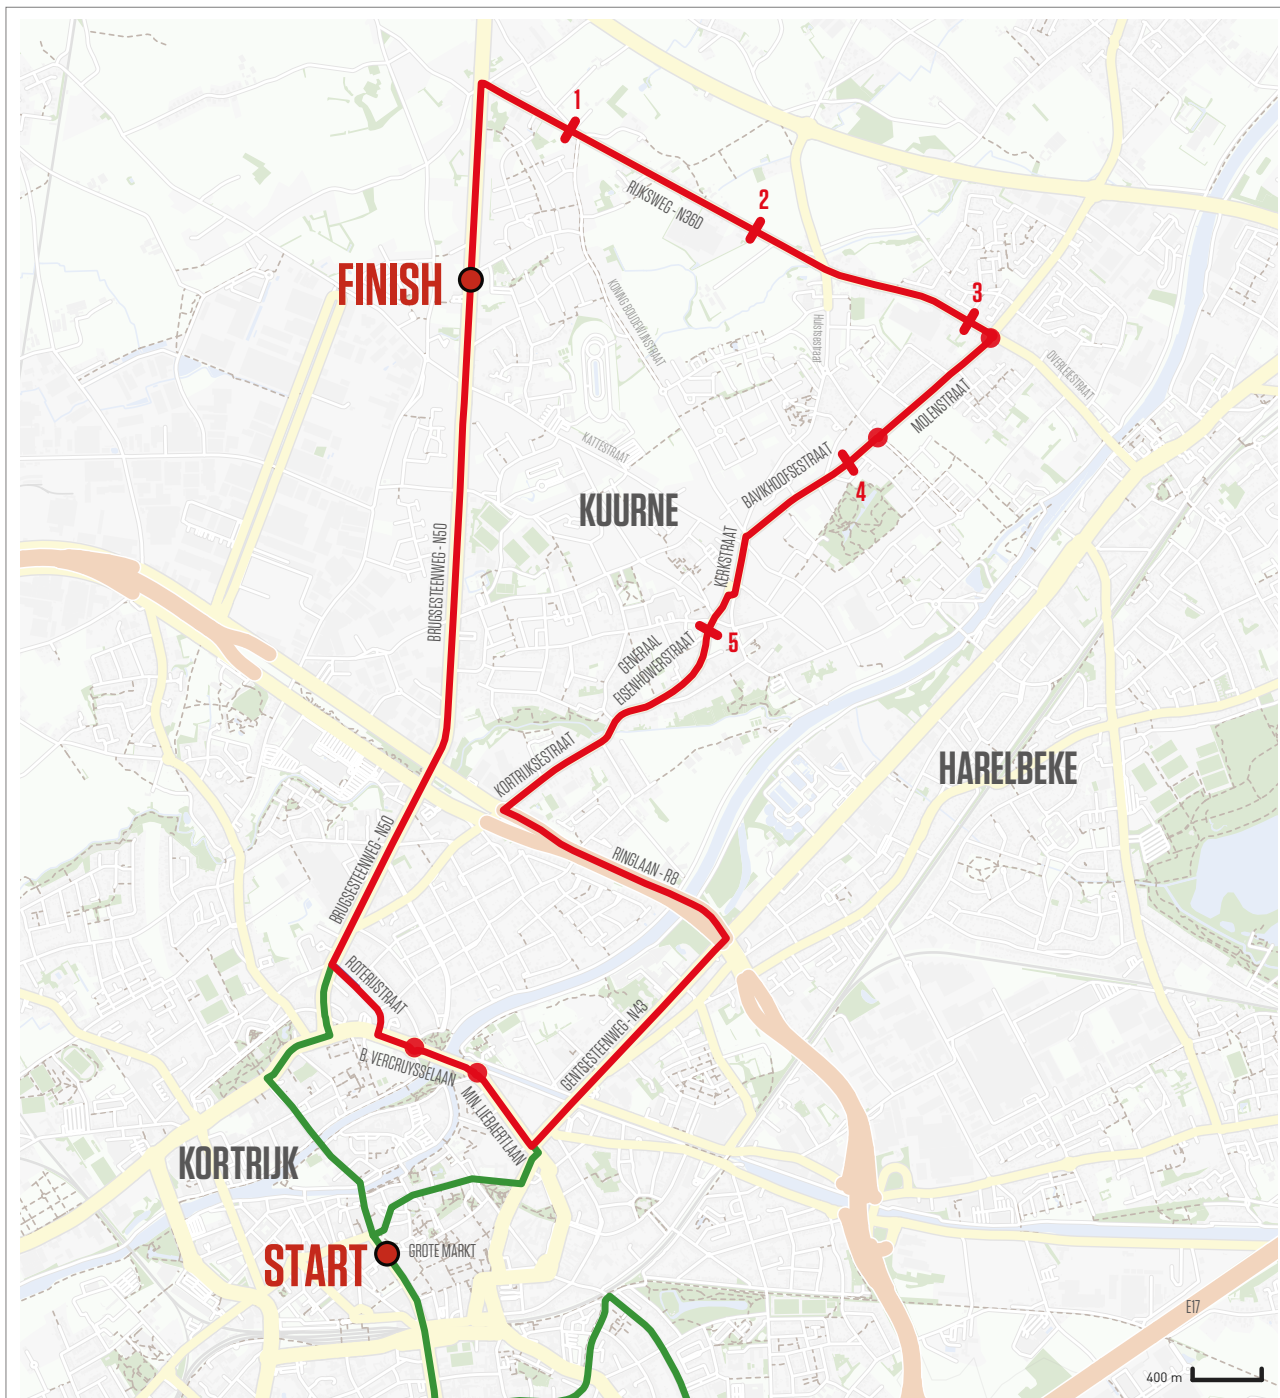 1
2
RIJKSWEG - N36D
FINISH
3
KONING BOUDEWIJNSTRAAT
Hulstsestraat
OVERLEIESTRAAT
MOLENSTRAAT
KATTESTRAAT
BAVIKHOOFSESTRAAT
4
KUURNE
BRUGSESTEENWEG - N50
KERKSTRAAT
5
GENERAAL
EISENHOWERSTRAAT
KORTRIJKSESTRAAT
HARELBEKE
BRUGSESTEENWEG - N50
RINGLAAN - R8
ROTERIJSTRAAT
GENTSESTEENWEG - N43
B. VERCRUYSSELAAN
MIN. LIEBAERTLAAN
KORTRIJK
START
GROTE MARKT
E17
400 m